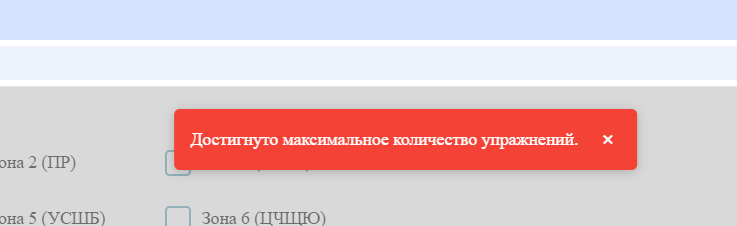 Достигнуто максимальное количество упражнений. ×
она 2 (ПР)
она 5 (УСШБ) Зона 6 (ЦЧЩЮ)